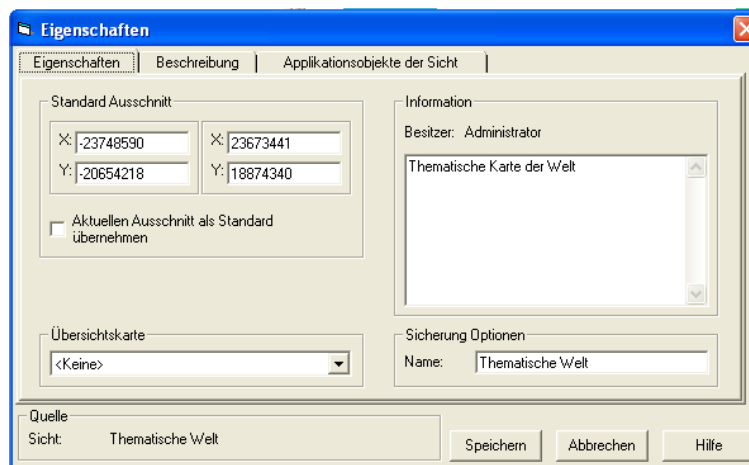 Eigenschaften
Eigenschaften Beschreibung Applikationsobjekte der Sicht
Standard Ausschnitt
X: -23748590 X: 23673441
Y: -20654218 Y: 18874340
Aktuellen Ausschnitt als Standard
übernehmen
Übersichtskarte
<Keine>
Information
Besitzer: Administrator
Thematische Karte der Welt
Sicherung Optionen
Name: Thematische Welt
Quelle
Sicht: Thematische Welt
Speichern Abbrechen Hilfe